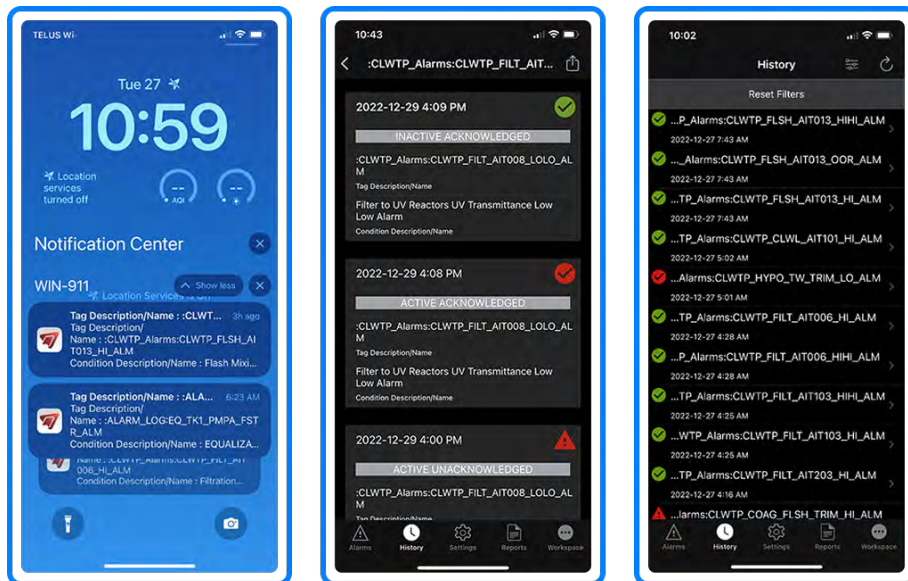 TELUS Wi-
Tue 27
10:59
Location
services
turned off
--
AQI
--
Notification Center
WIN-911
Show less
Location Services is Off
Tag Description/Name : :CLWT... 3h ago
Tag Description/
Name : :CLWTP_Alarms:CLWTP_FLSH_AI
T013_HI_ALM
Condition Description/Name : Flash Mixi...
Tag Description/Name : :ALA... 6:23 AM
Tag Description/
Name : :ALARM_LOG:EQ_TK1_PMPA_FST
R_ALM
Condition Description/Name : EQUALIZA...
Name : :CLWTP_Alarms:CLWTP_FILT_AIT
006_HI_ALM
Condition Description/Name : Filtration...
10:43
:CLWTP_Alarms:CLWTP_FILT_AIT...
2022-12-29 4:09 PM
INACTIVE ACKNOWLEDGED
:CLWTP_Alarms:CLWTP_FILT_AIT008_LOLO_AL
M
Tag Description/Name
Filter to UV Reactors UV Transmittance Low
Low Alarm
Condition Description/Name
2022-12-29 4:08 PM
ACTIVE ACKNOWLEDGED
:CLWTP_Alarms:CLWTP_FILT_AIT008_LOLO_AL
M
Tag Description/Name
Filter to UV Reactors UV Transmittance Low
Low Alarm
Condition Description/Name
2022-12-29 4:00 PM
ACTIVE UNACKNOWLEDGED
:CLWTP_Alarms:CLWTP_FILT_AIT008_LOLO_AL
M
Tag Description/Name
Alarms History Settings Reports Workspace
10:02
History
Reset Filters
...P_Alarms:CLWTP_FLSH_AIT013_HIHI_ALM
2022-12-27 7:43 AM
..._Alarms:CLWTP_FLSH_AIT013_OOR_ALM
2022-12-27 7:43 AM
...TP_Alarms:CLWTP_FLSH_AIT013_HI_ALM
2022-12-27 7:43 AM
...TP_Alarms:CLWTP_CLWL_AIT101_HI_ALM
2022-12-27 5:02 AM
...Alarms:CLWTP_HYPO_TW_TRIM_LO_ALM
2022-12-27 5:01 AM
...TP_Alarms:CLWTP_FILT_AIT006_HI_ALM
2022-12-27 4:28 AM
...P_Alarms:CLWTP_FILT_AIT006_HIHI_ALM
2022-12-27 4:28 AM
...TP_Alarms:CLWTP_FILT_AIT103_HIHI_ALM
2022-12-27 4:25 AM
...WTP_Alarms:CLWTP_FILT_AIT103_HI_ALM
2022-12-27 4:25 AM
...TP_Alarms:CLWTP_FILT_AIT203_HI_ALM
2022-12-27 4:16 AM
...larms:CLWTP_COAG_FLSH_TRIM_HI_ALM
Alarms History Settings Reports Workspace